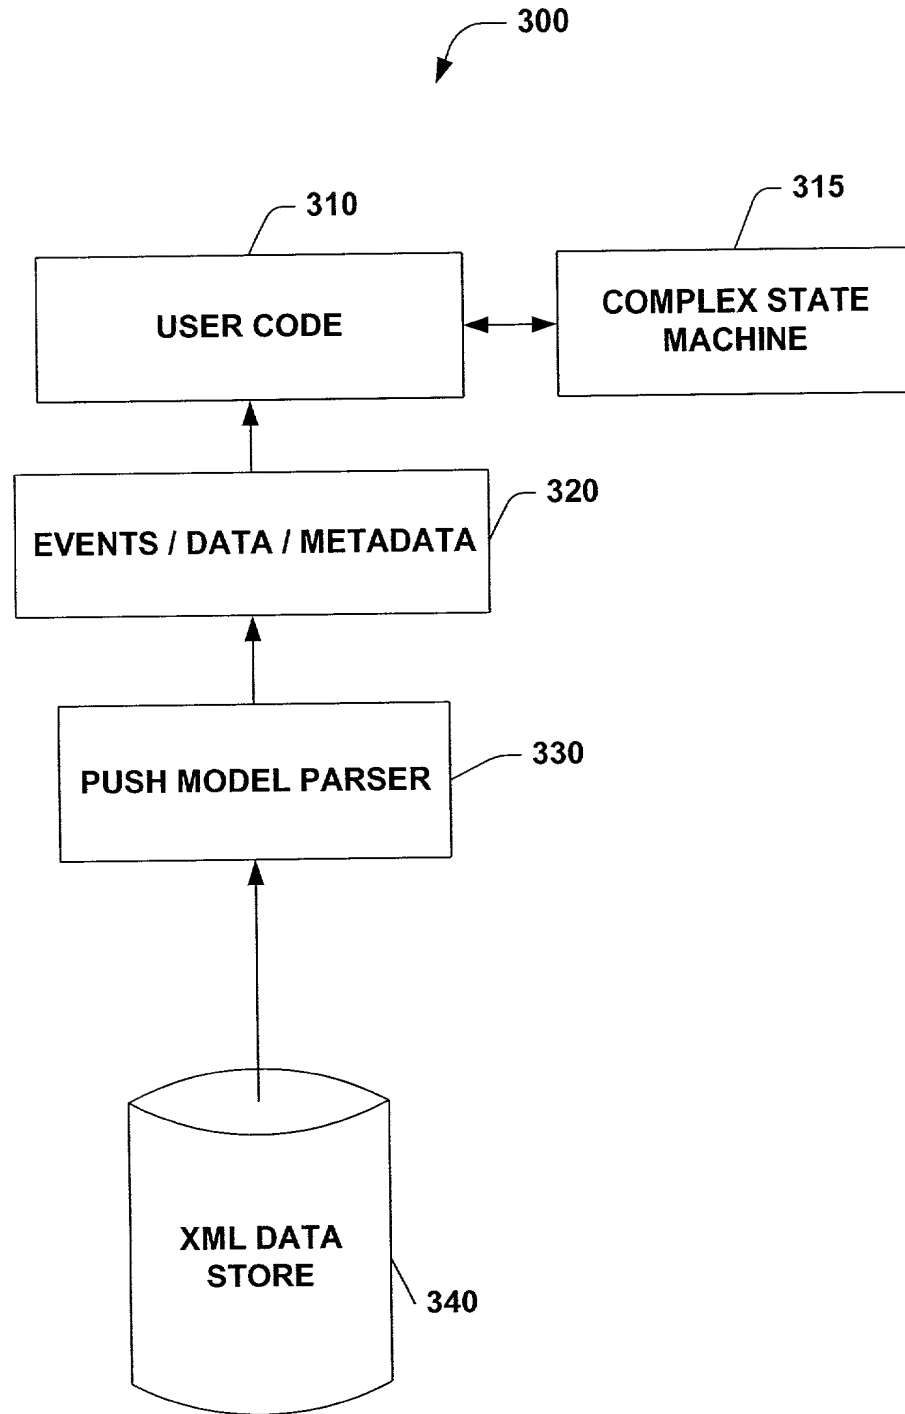 300
310
315
USER CODE
COMPLEX STATE
MACHINE
320
EVENTS / DATA / METADATA
330
PUSH MODEL PARSER
XML DATA
STORE
340